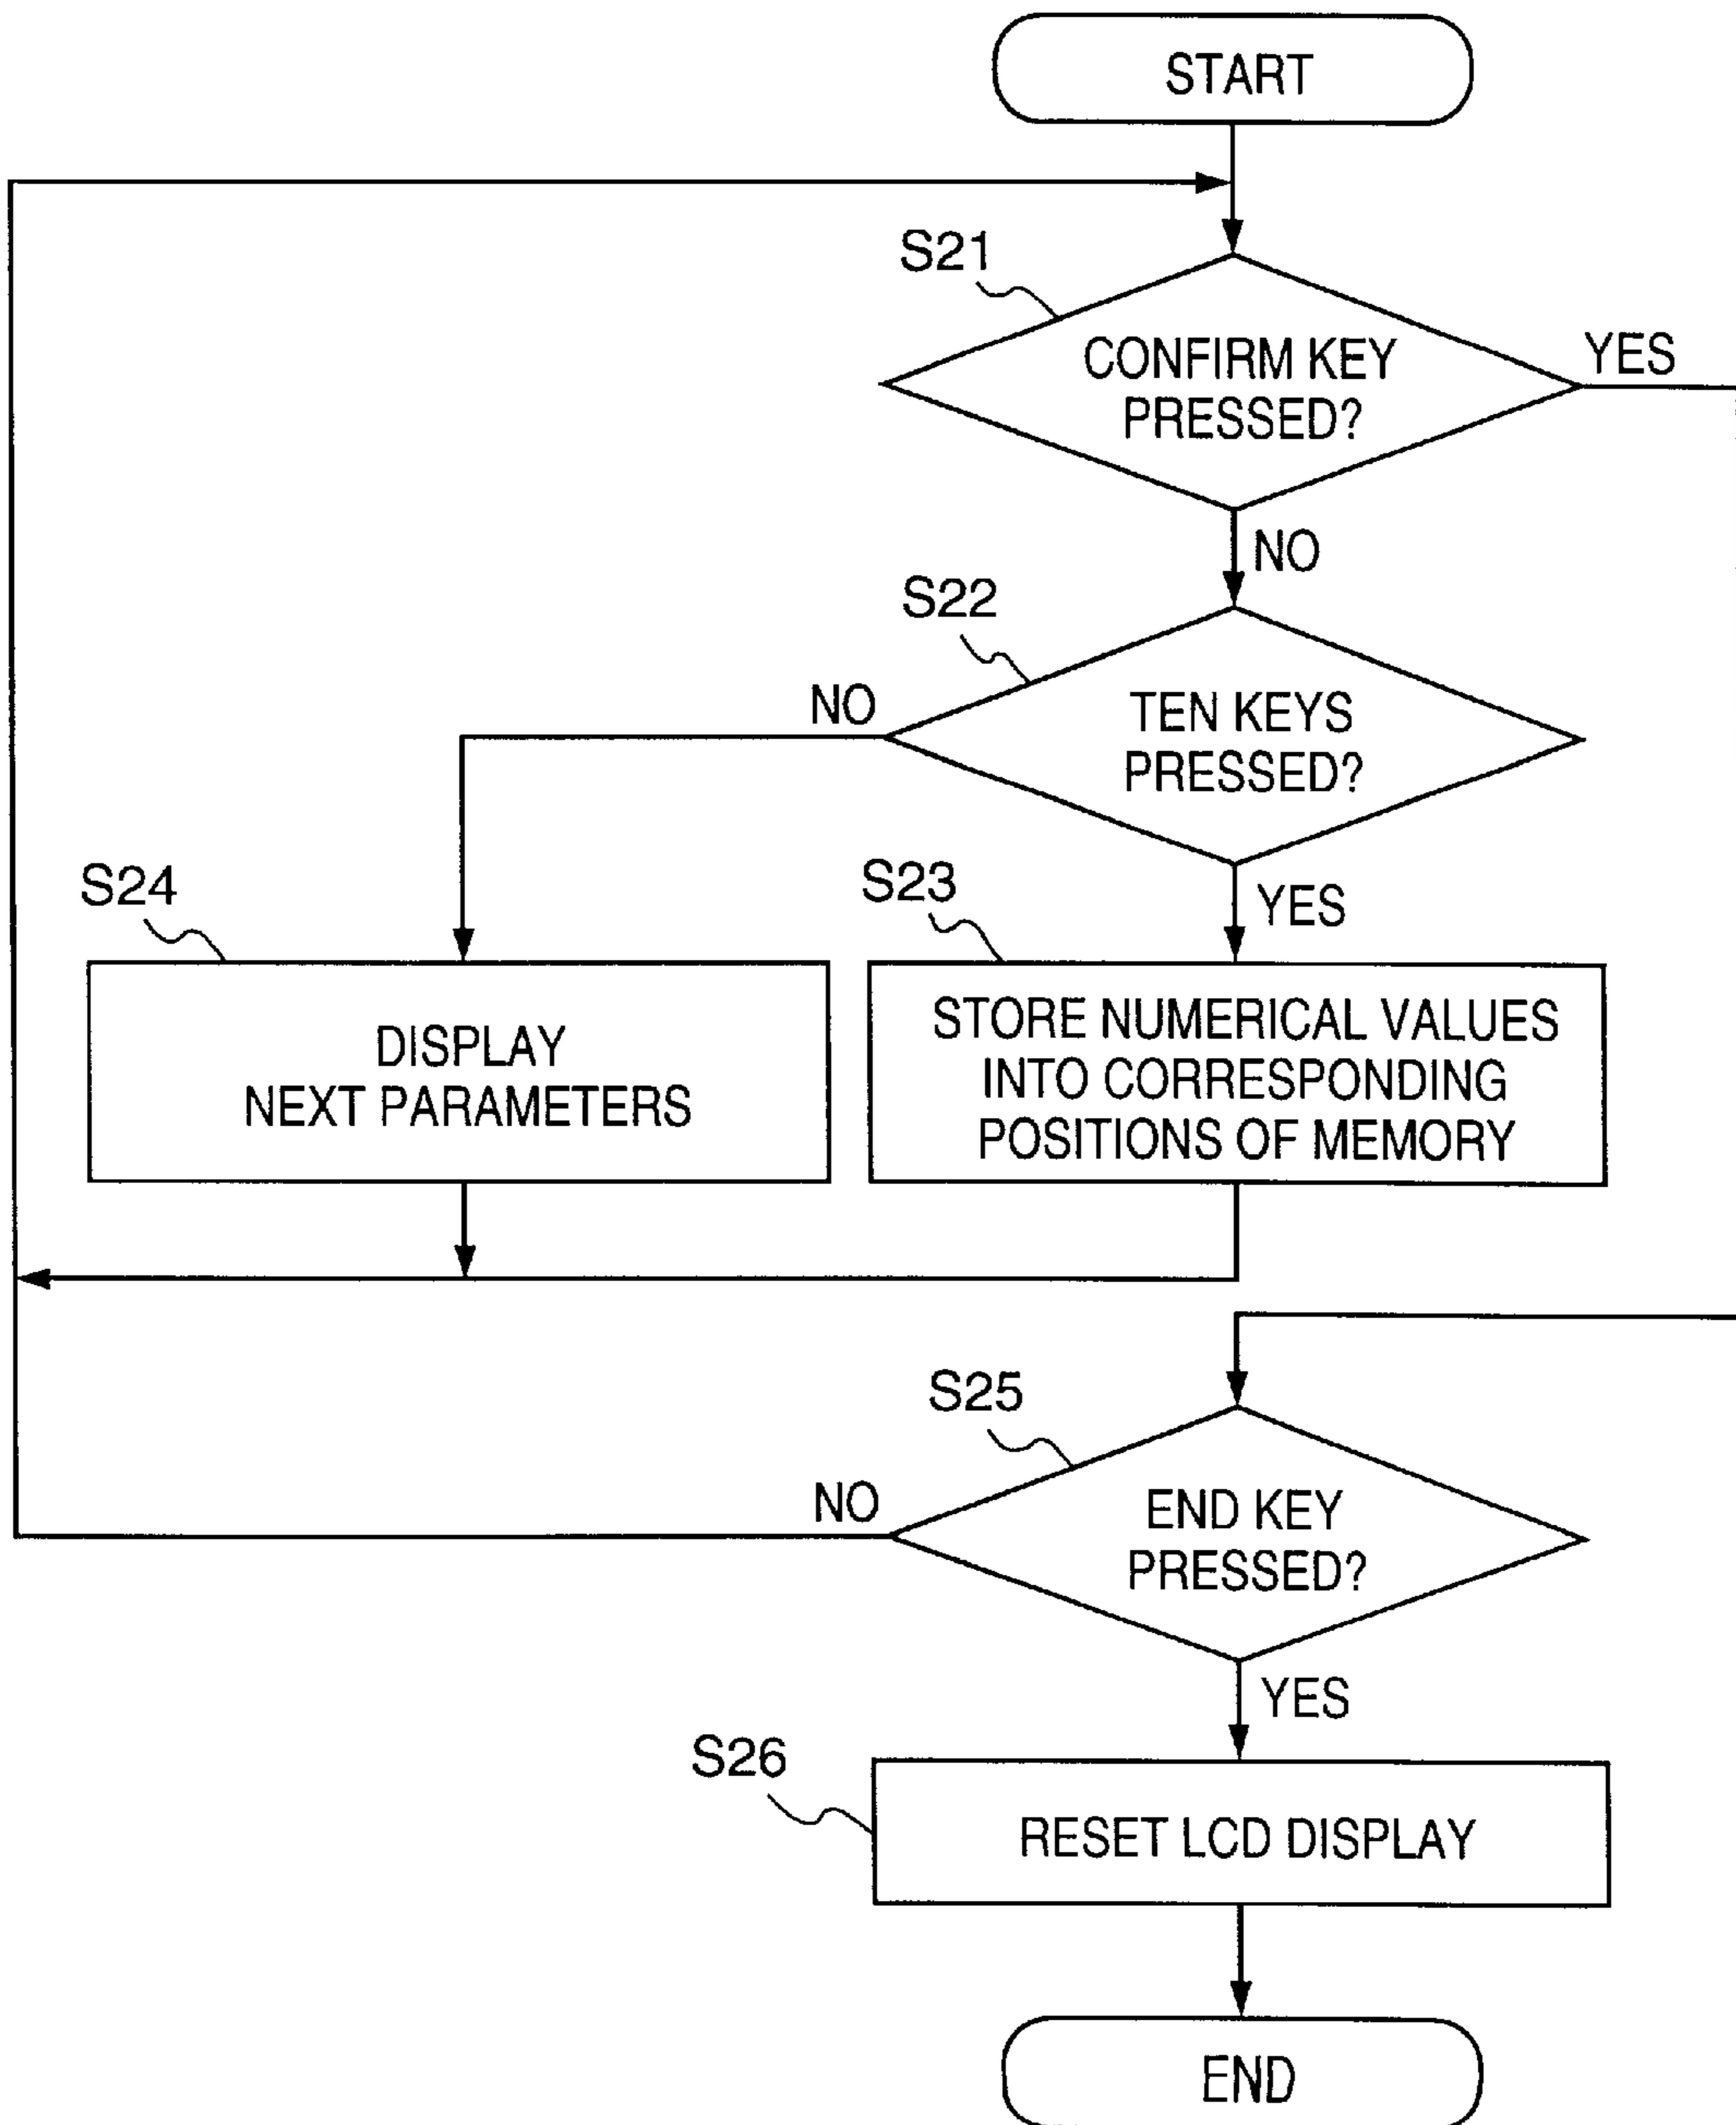 START
S21
CONFIRM KEY
PRESSED?
YES
NO
S22
TEN KEYS
PRESSED?
NO
YES
S24
DISPLAY
NEXT PARAMETERS
S23
STORE NUMERICAL VALUES
INTO CORRESPONDING
POSITIONS OF MEMORY
S25
END KEY
PRESSED?
NO
YES
S26
RESET LCD DISPLAY
END